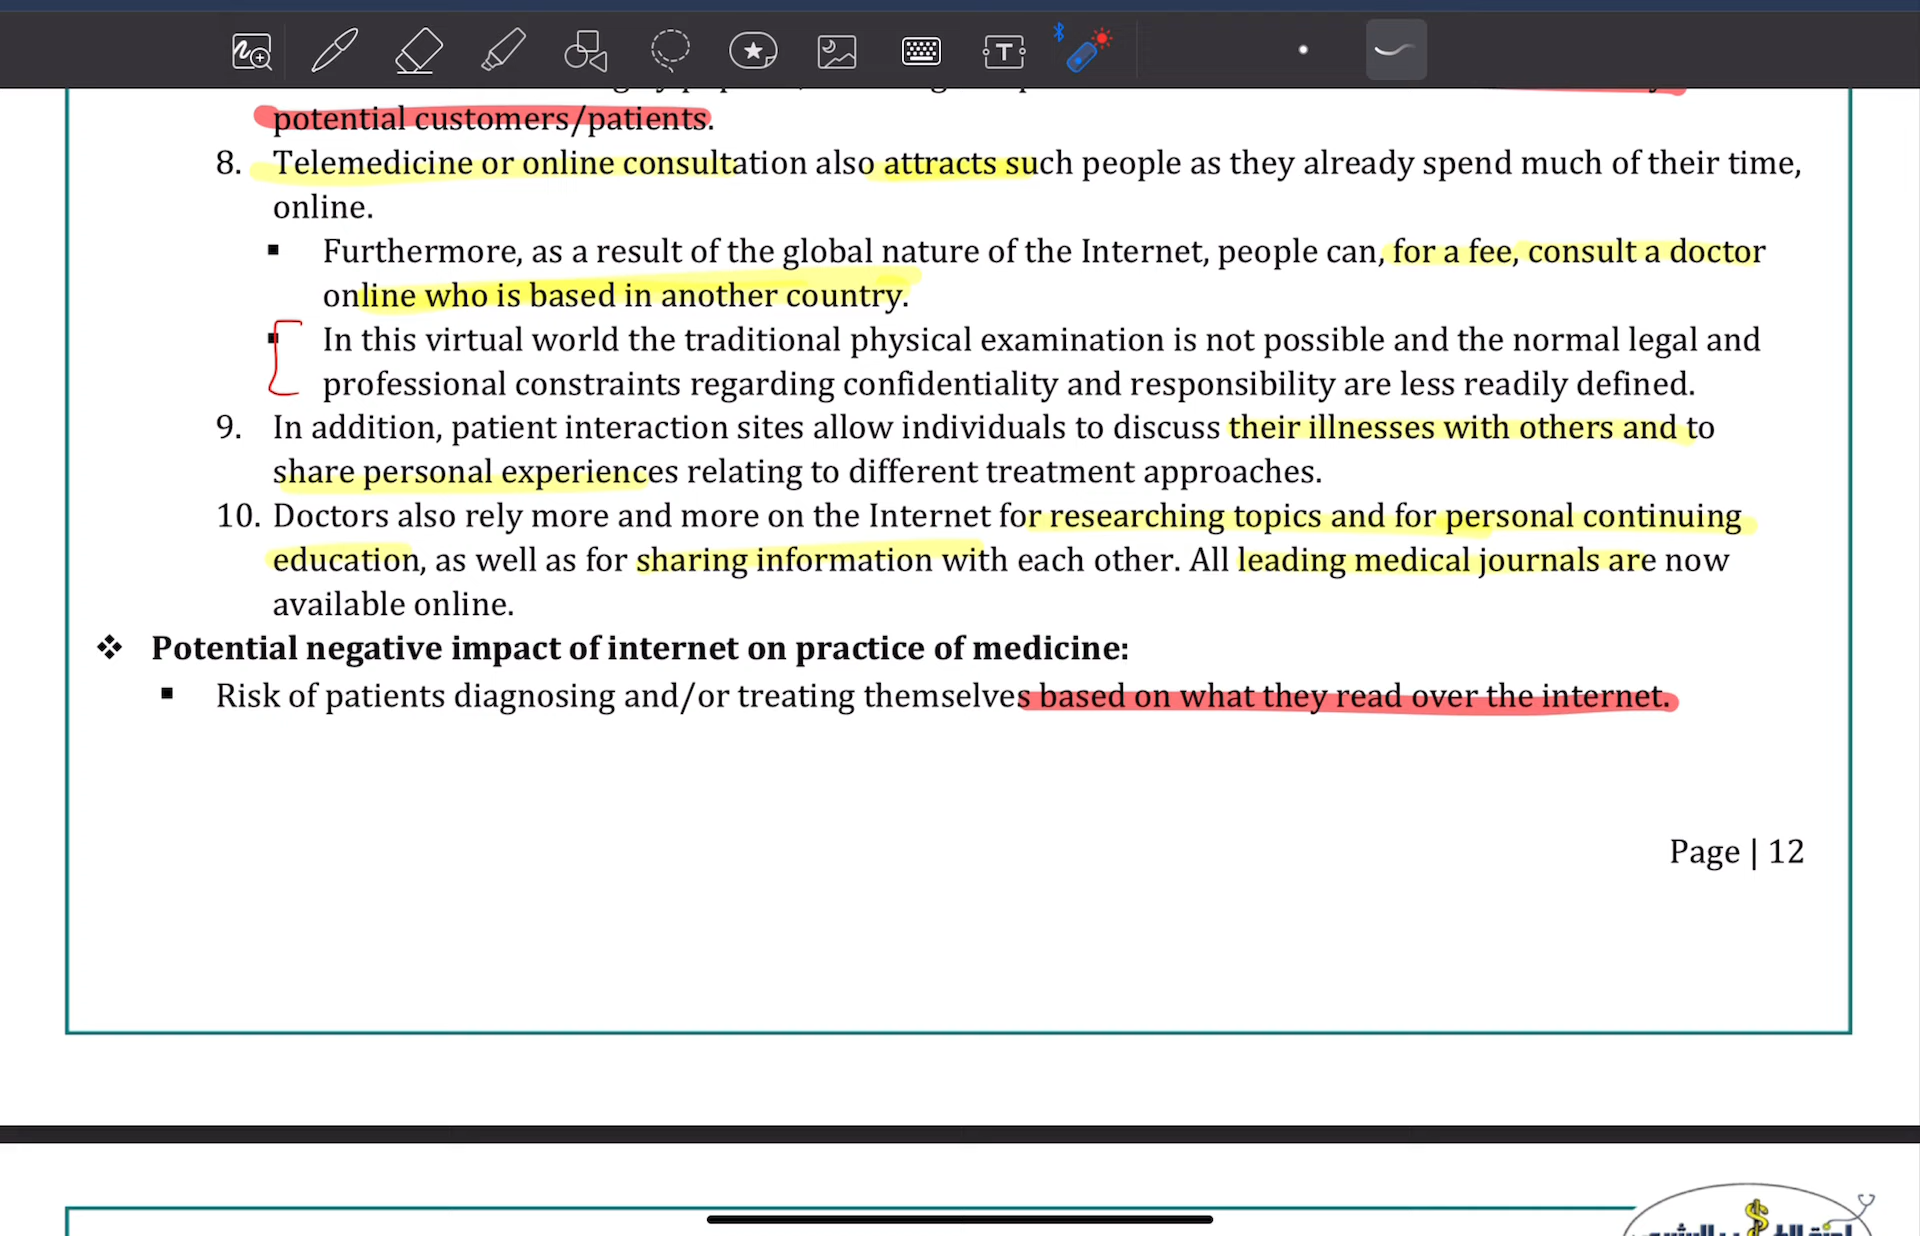 potential customers/patients.
8. Telemedicine or online consultation also attracts such people as they already spend much of their time,
online.
▪ Furthermore, as a result of the global nature of the Internet, people can, for a fee, consult a doctor
online who is based in another country.
▪ In this virtual world the traditional physical examination is not possible and the normal legal and
professional constraints regarding confidentiality and responsibility are less readily defined.
9. In addition, patient interaction sites allow individuals to discuss their illnesses with others and to
share personal experiences relating to different treatment approaches.
10. Doctors also rely more and more on the Internet for researching topics and for personal continuing
education, as well as for sharing information with each other. All leading medical journals are now
available online.
❖ Potential negative impact of internet on practice of medicine:
▪ Risk of patients diagnosing and/or treating themselves based on what they read over the internet.
Page | 12